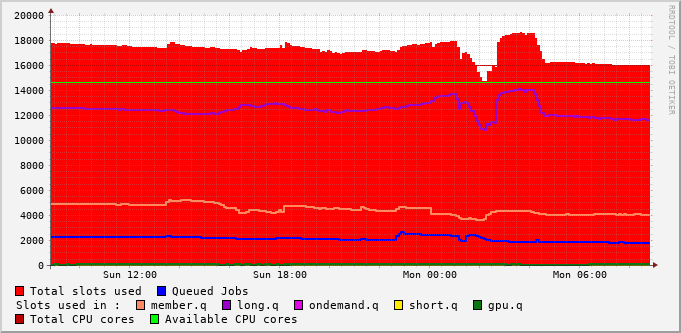 RRDTOOL / TOBI OETIKER
20000
18000
16000
14000
12000
10000
8000
6000
4000
2000
0
Sun 12:00 Sun 18:00 Mon 00:00 Mon 06:00
Total slots used Queued Jobs
Slots used in : member.q long.q ondemand.q short.q gpu.q
Total CPU cores Available CPU cores